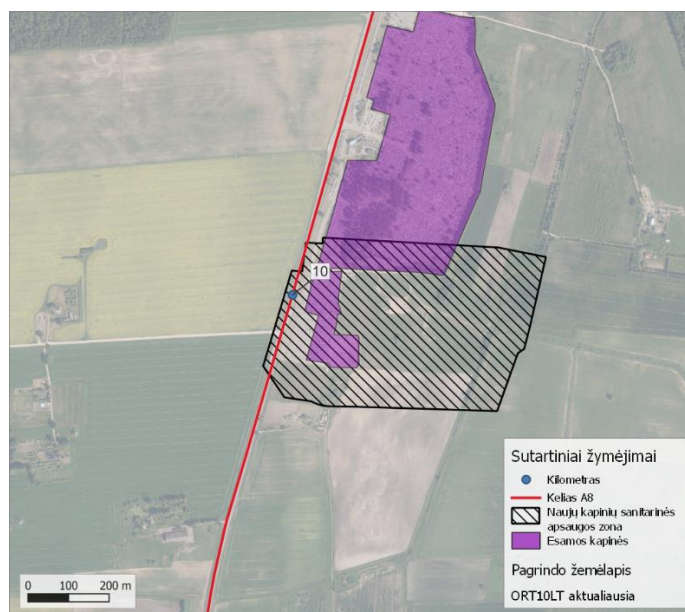 10
Sutartiniai žymėjimai
Kilometras
Kelias A8
Naujų kapinių sanitarinės
apsaugos zona
Esamos kapinės
Pagrindo žemėlapis
ORT10LT aktualiausia
0 100 200 m